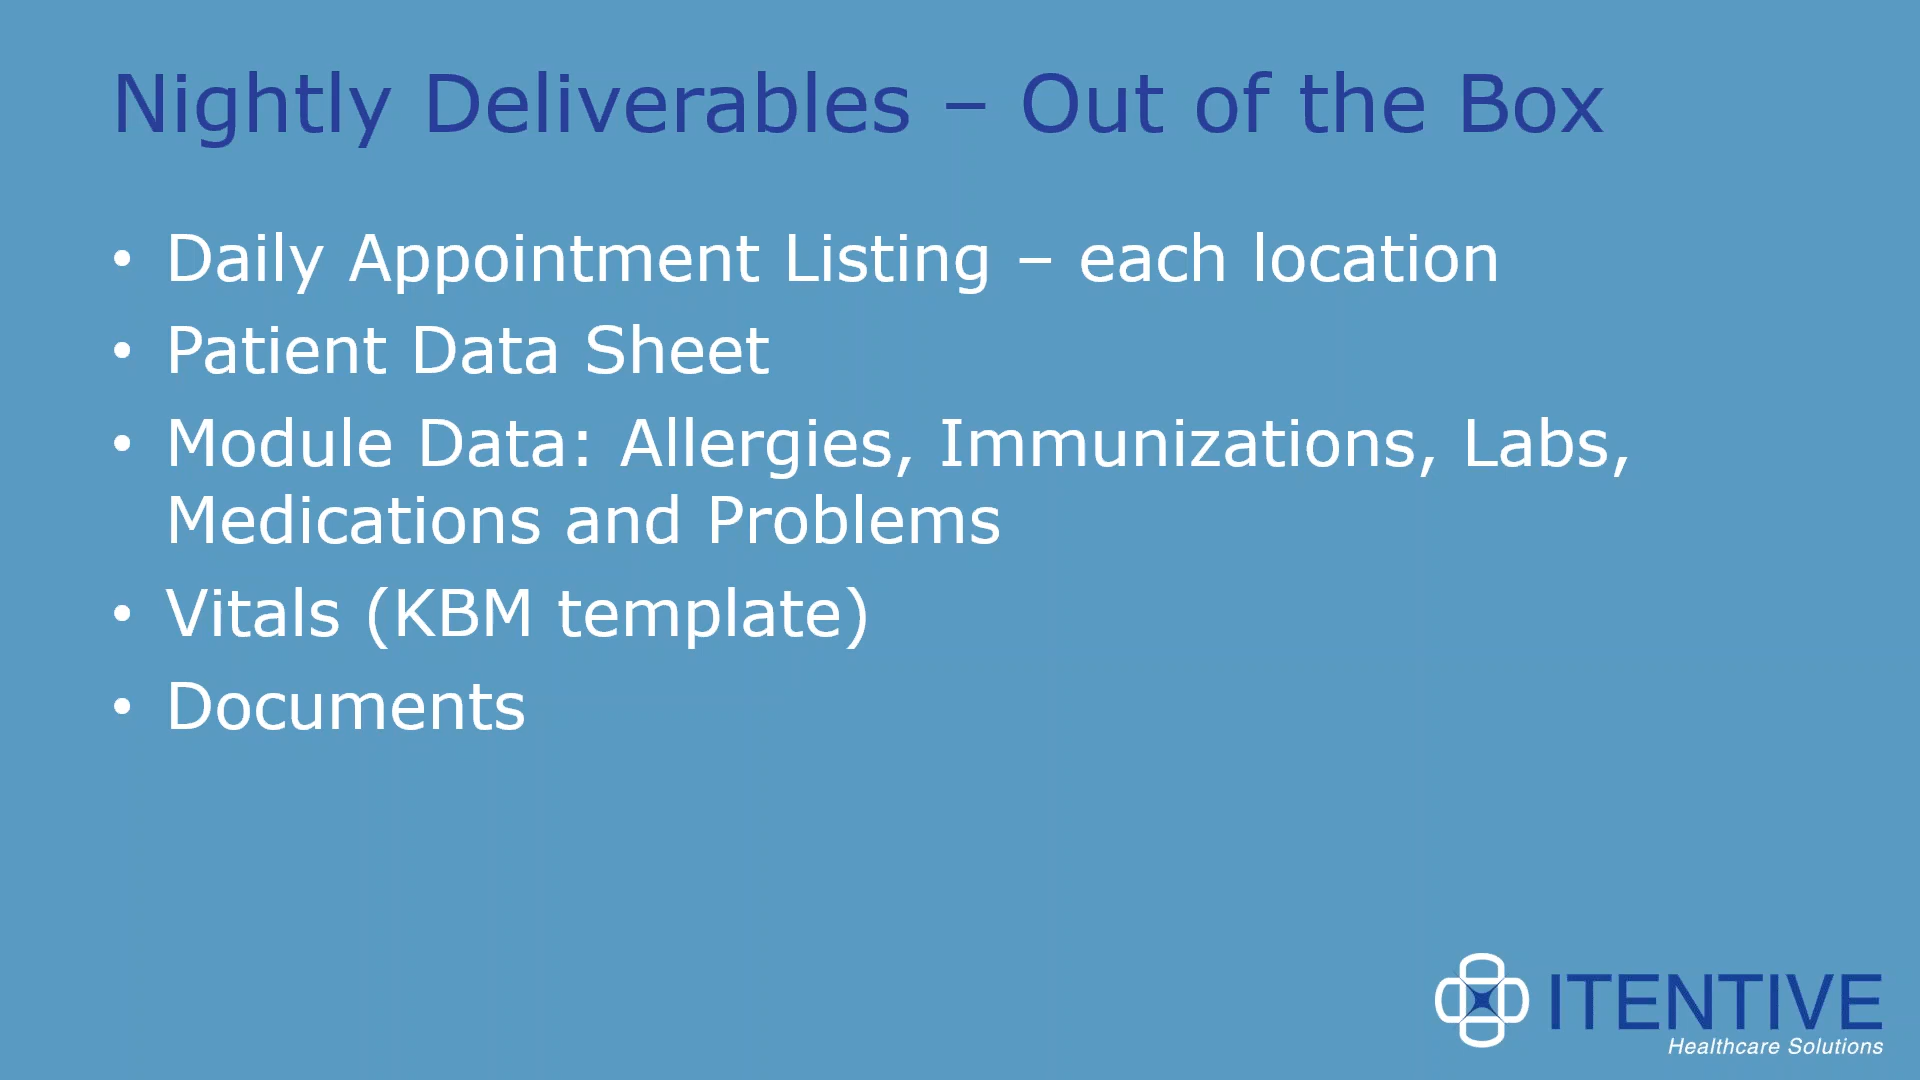 Nightly Deliverables – Out of the Box
• Daily Appointment Listing – each location
• Patient Data Sheet
• Module Data: Allergies, Immunizations, Labs,
Medications and Problems
• Vitals (KBM template)
• Documents
ITENTIVE
Healthcare Solutions